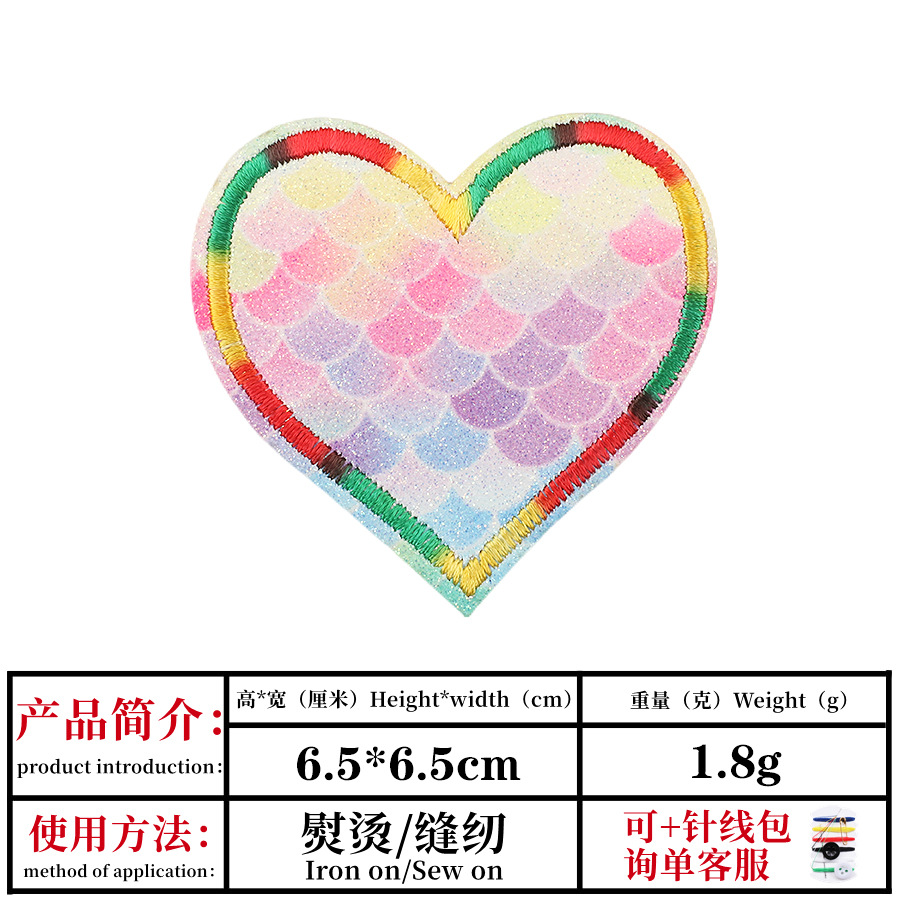 产品简介：
product introduction：
高*宽（厘米）Height*width（cm）
重量（克）Weight（g）
6.5*6.5cm
1.8g
使用方法：
method of application：
熨烫/缝纫
Iron on/Sew on
可+针线包
询单客服